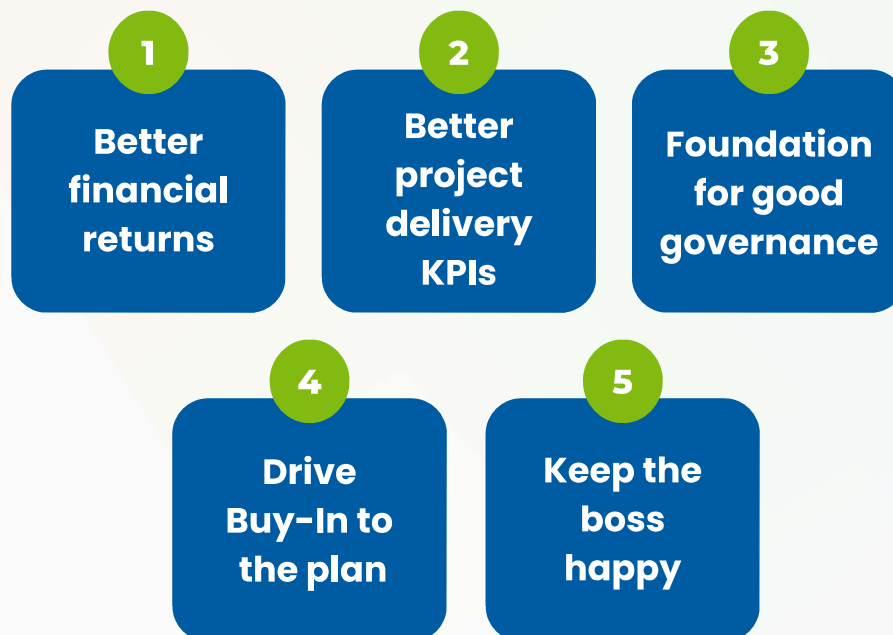 1
Better
financial
returns
2
Better
project
delivery
KPIs
3
Foundation
for good
governance
4
Drive
Buy-In to
the plan
5
Keep the
boss
happy